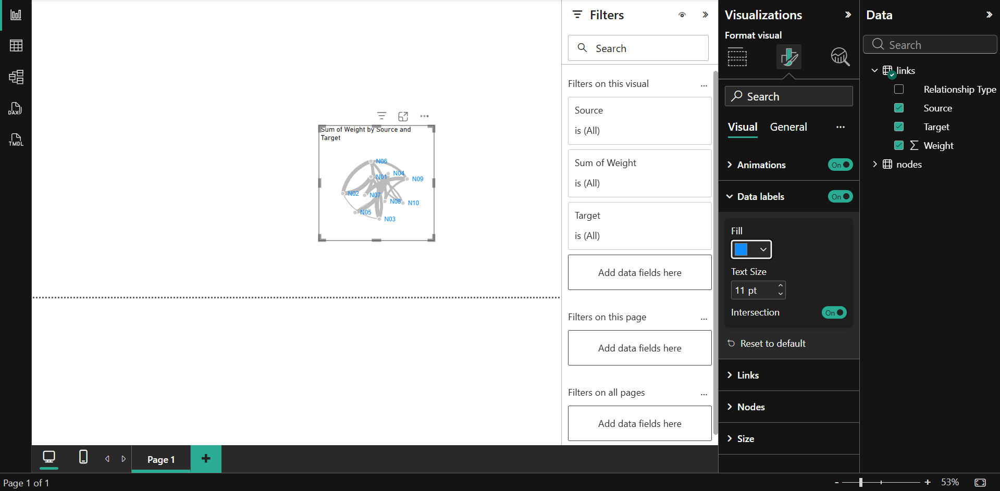 DAX
TMDL
Sum of Weight by Source and
Target
N06
N04
N01
N09
N02
N07
N08
N10
N05
N03
Filters
Search
Filters on this visual
...
Source
is (All)
Sum of Weight
is (All)
Target
is (All)
Add data fields here
Filters on this page
...
Add data fields here
Filters on all pages
...
Add data fields here
Visualizations
Format visual
Search
Visual
General
...
Animations
On
Data labels
On
Fill
Text Size
11 pt
Intersection
On
Reset to default
Links
Nodes
Size
Data
Search
links
Relationship Type
Source
Target
Σ Weight
nodes
Page 1
+
Page 1 of 1
-
+
53%